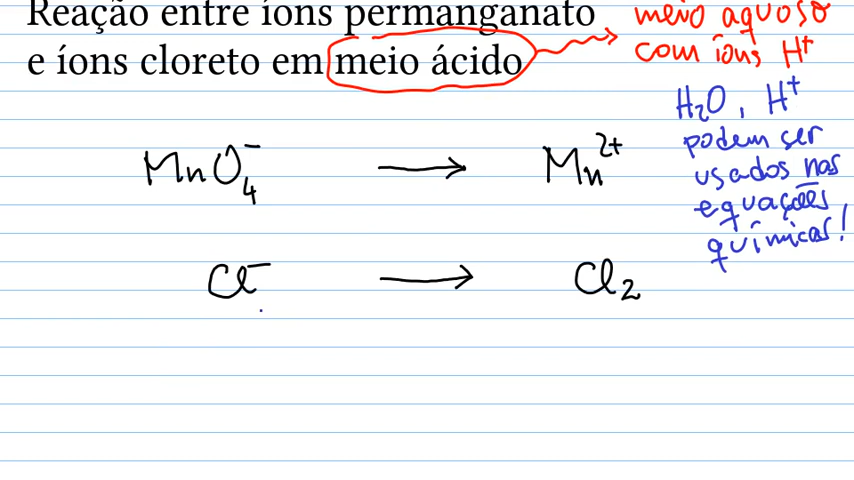 Reação entre íons permanganato
e íons cloreto em meio ácido
meio aquoso
com íons H⁺
H₂O, H⁺
podem ser
usados nas
equações
químicas!
MnO₄⁻ → Mn²⁺
Cl⁻ → Cl₂